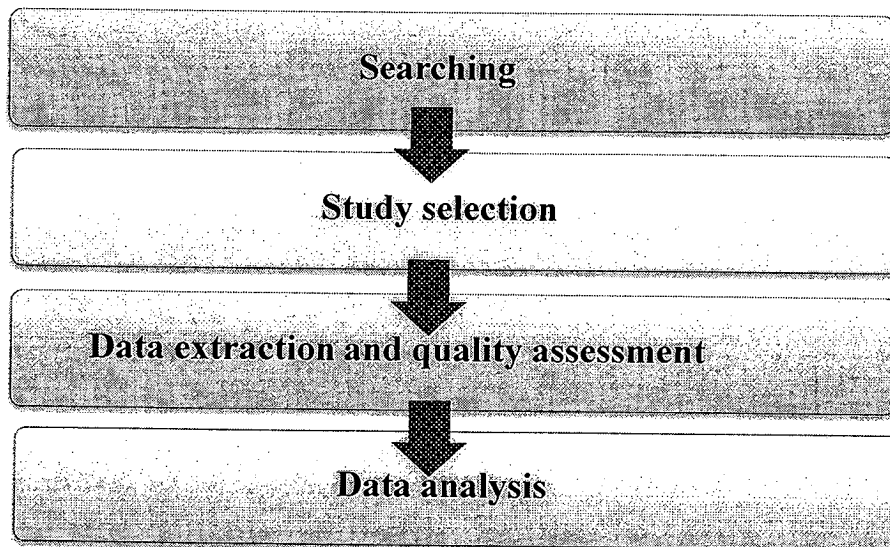 Searching
Study selection
Data extraction and quality assessment
Data analysis